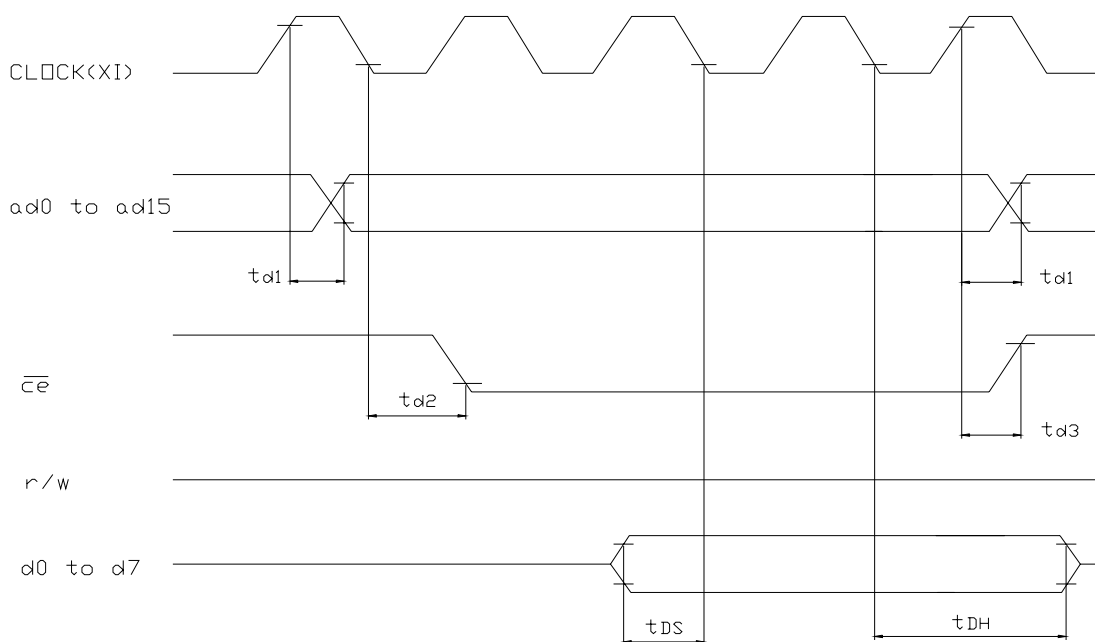 CLOCK(XI)
ad0 to ad15
td1
td1
ce
td2
td3
r/w
d0 to d7
tDS
tDH